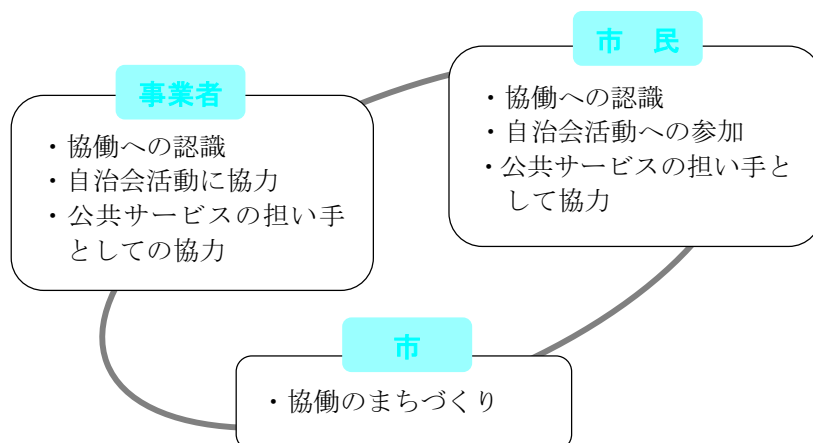 市　民
・協働への認識
・自治会活動への参加
・公共サービスの担い手と
して協力
事業者
・協働への認識
・自治会活動に協力
・公共サービスの担い手
としての協力
市
・協働のまちづくり